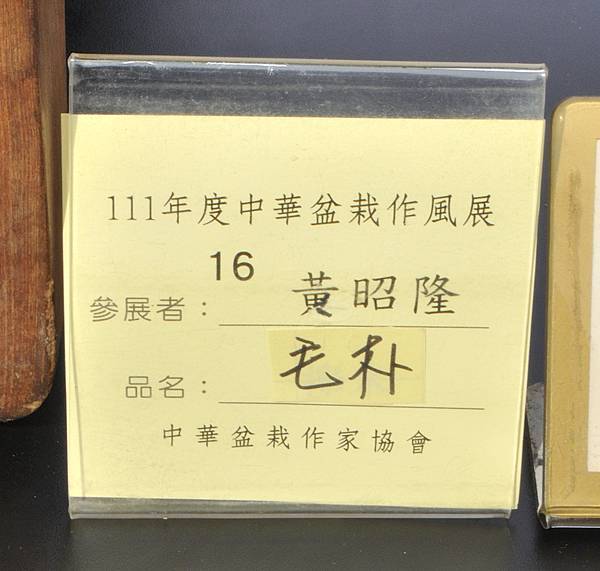 111年度中華盆栽作風展
16
參展者：黃昭隆
品名：毛朴
中華盆栽作家協會